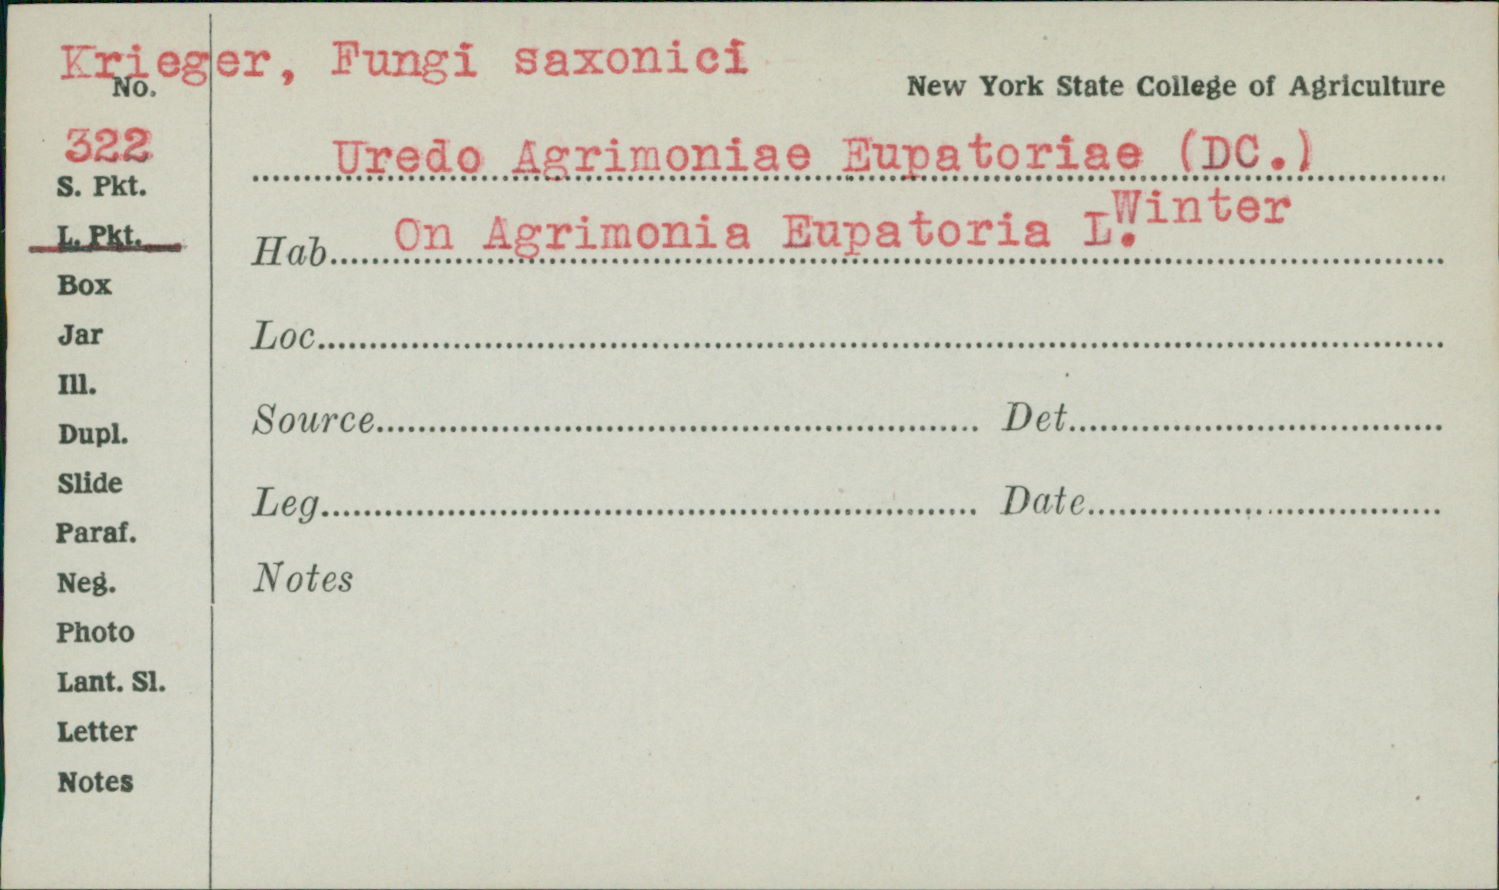 Krieger, Fungi saxonici
No.
New York State College of Agriculture
322
Uredo Agrimoniae Eupatoriae (DC.)
Winter
S. Pkt.
L. Pkt.
Hab. On Agrimonia Eupatoria L.
Box
Jar
Loc.
Ill.
Dupl.
Source Det.
Slide
Leg. Date
Paraf.
Neg.
Notes
Photo
Lant. Sl.
Letter
Notes